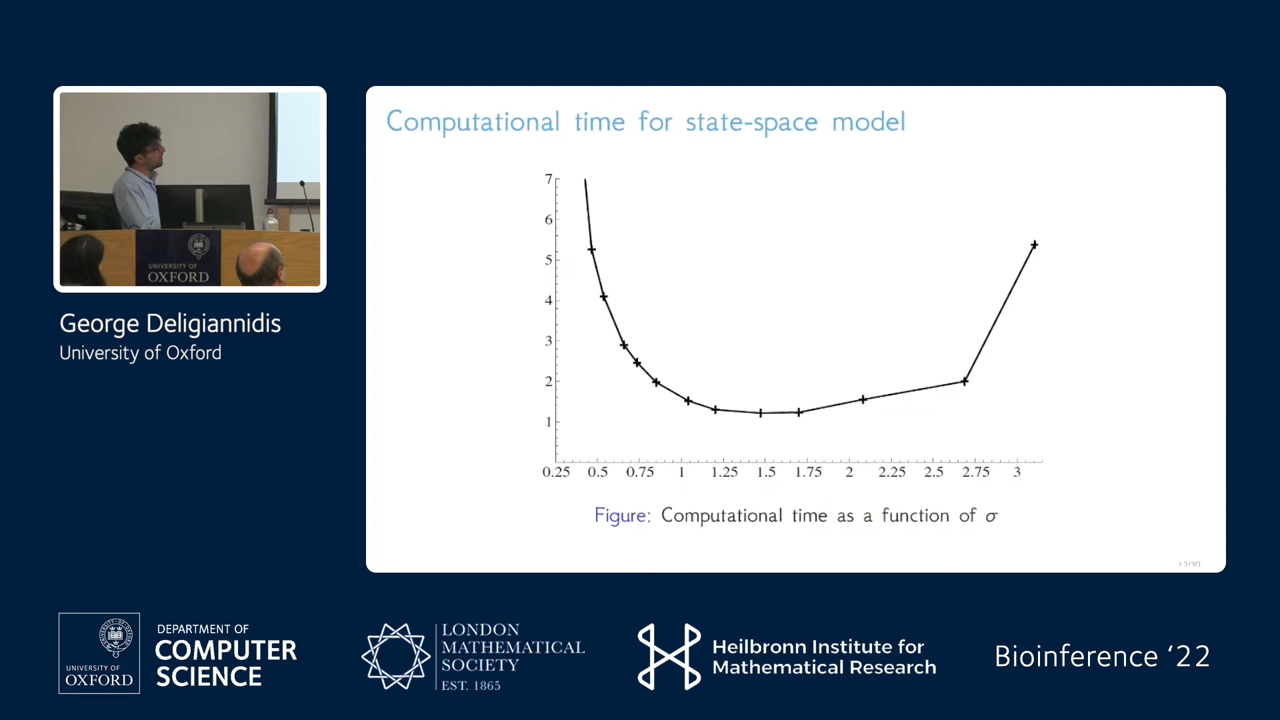 Computational time for state-space model
7
6
5
4
3
2
1
0.25 0.5 0.75 1 1.25 1.5 1.75 2 2.25 2.5 2.75 3
Figure: Computational time as a function of σ
UNIVERSITY OF
OXFORD
George Deligiannidis
University of Oxford
UNIVERSITY OF
OXFORD
DEPARTMENT OF
COMPUTER
SCIENCE
LONDON
MATHEMATICAL
SOCIETY
EST. 1865
Heilbronn Institute for
Mathematical Research
Bioinference ‘22